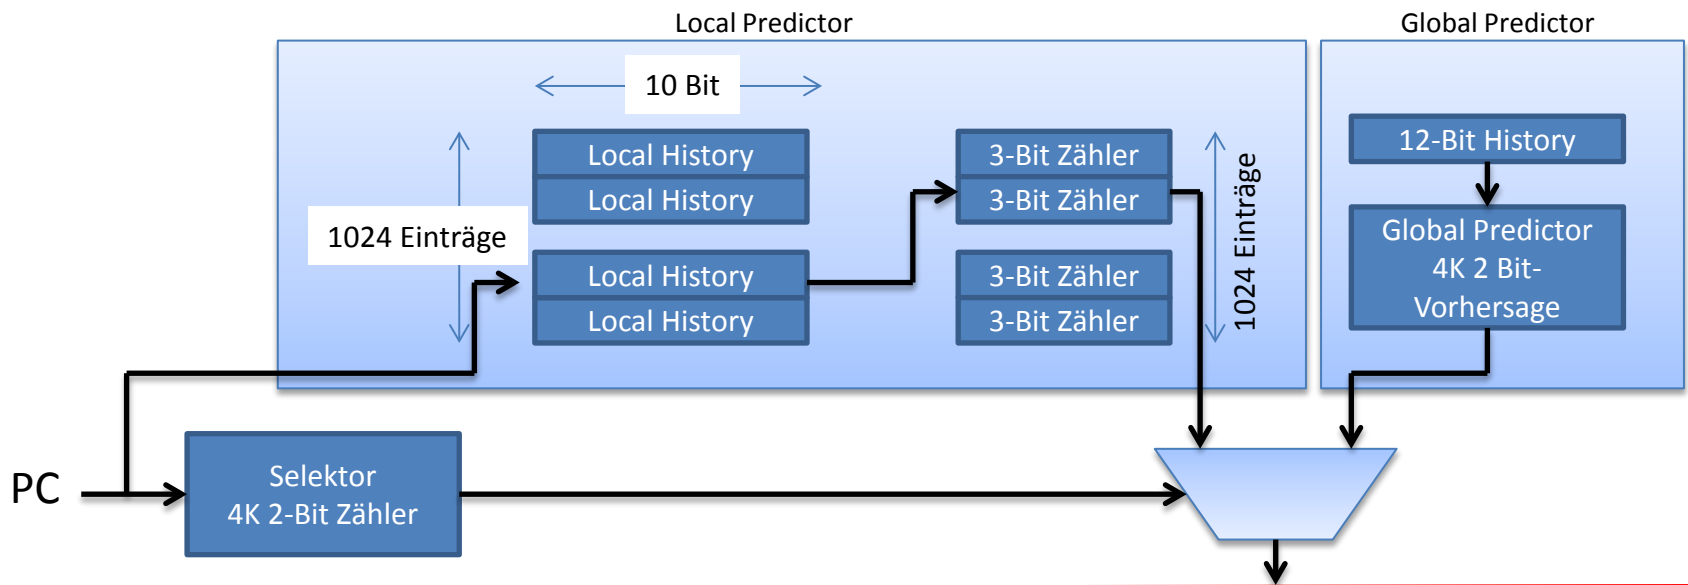 Local Predictor
Global Predictor
10 Bit
1024 Einträge
Local History
Local History
Local History
Local History
3-Bit Zähler
3-Bit Zähler
3-Bit Zähler
3-Bit Zähler
1024 Einträge
12-Bit History
Global Predictor
4K 2 Bit-
Vorhersage
PC
Selektor
4K 2-Bit Zähler